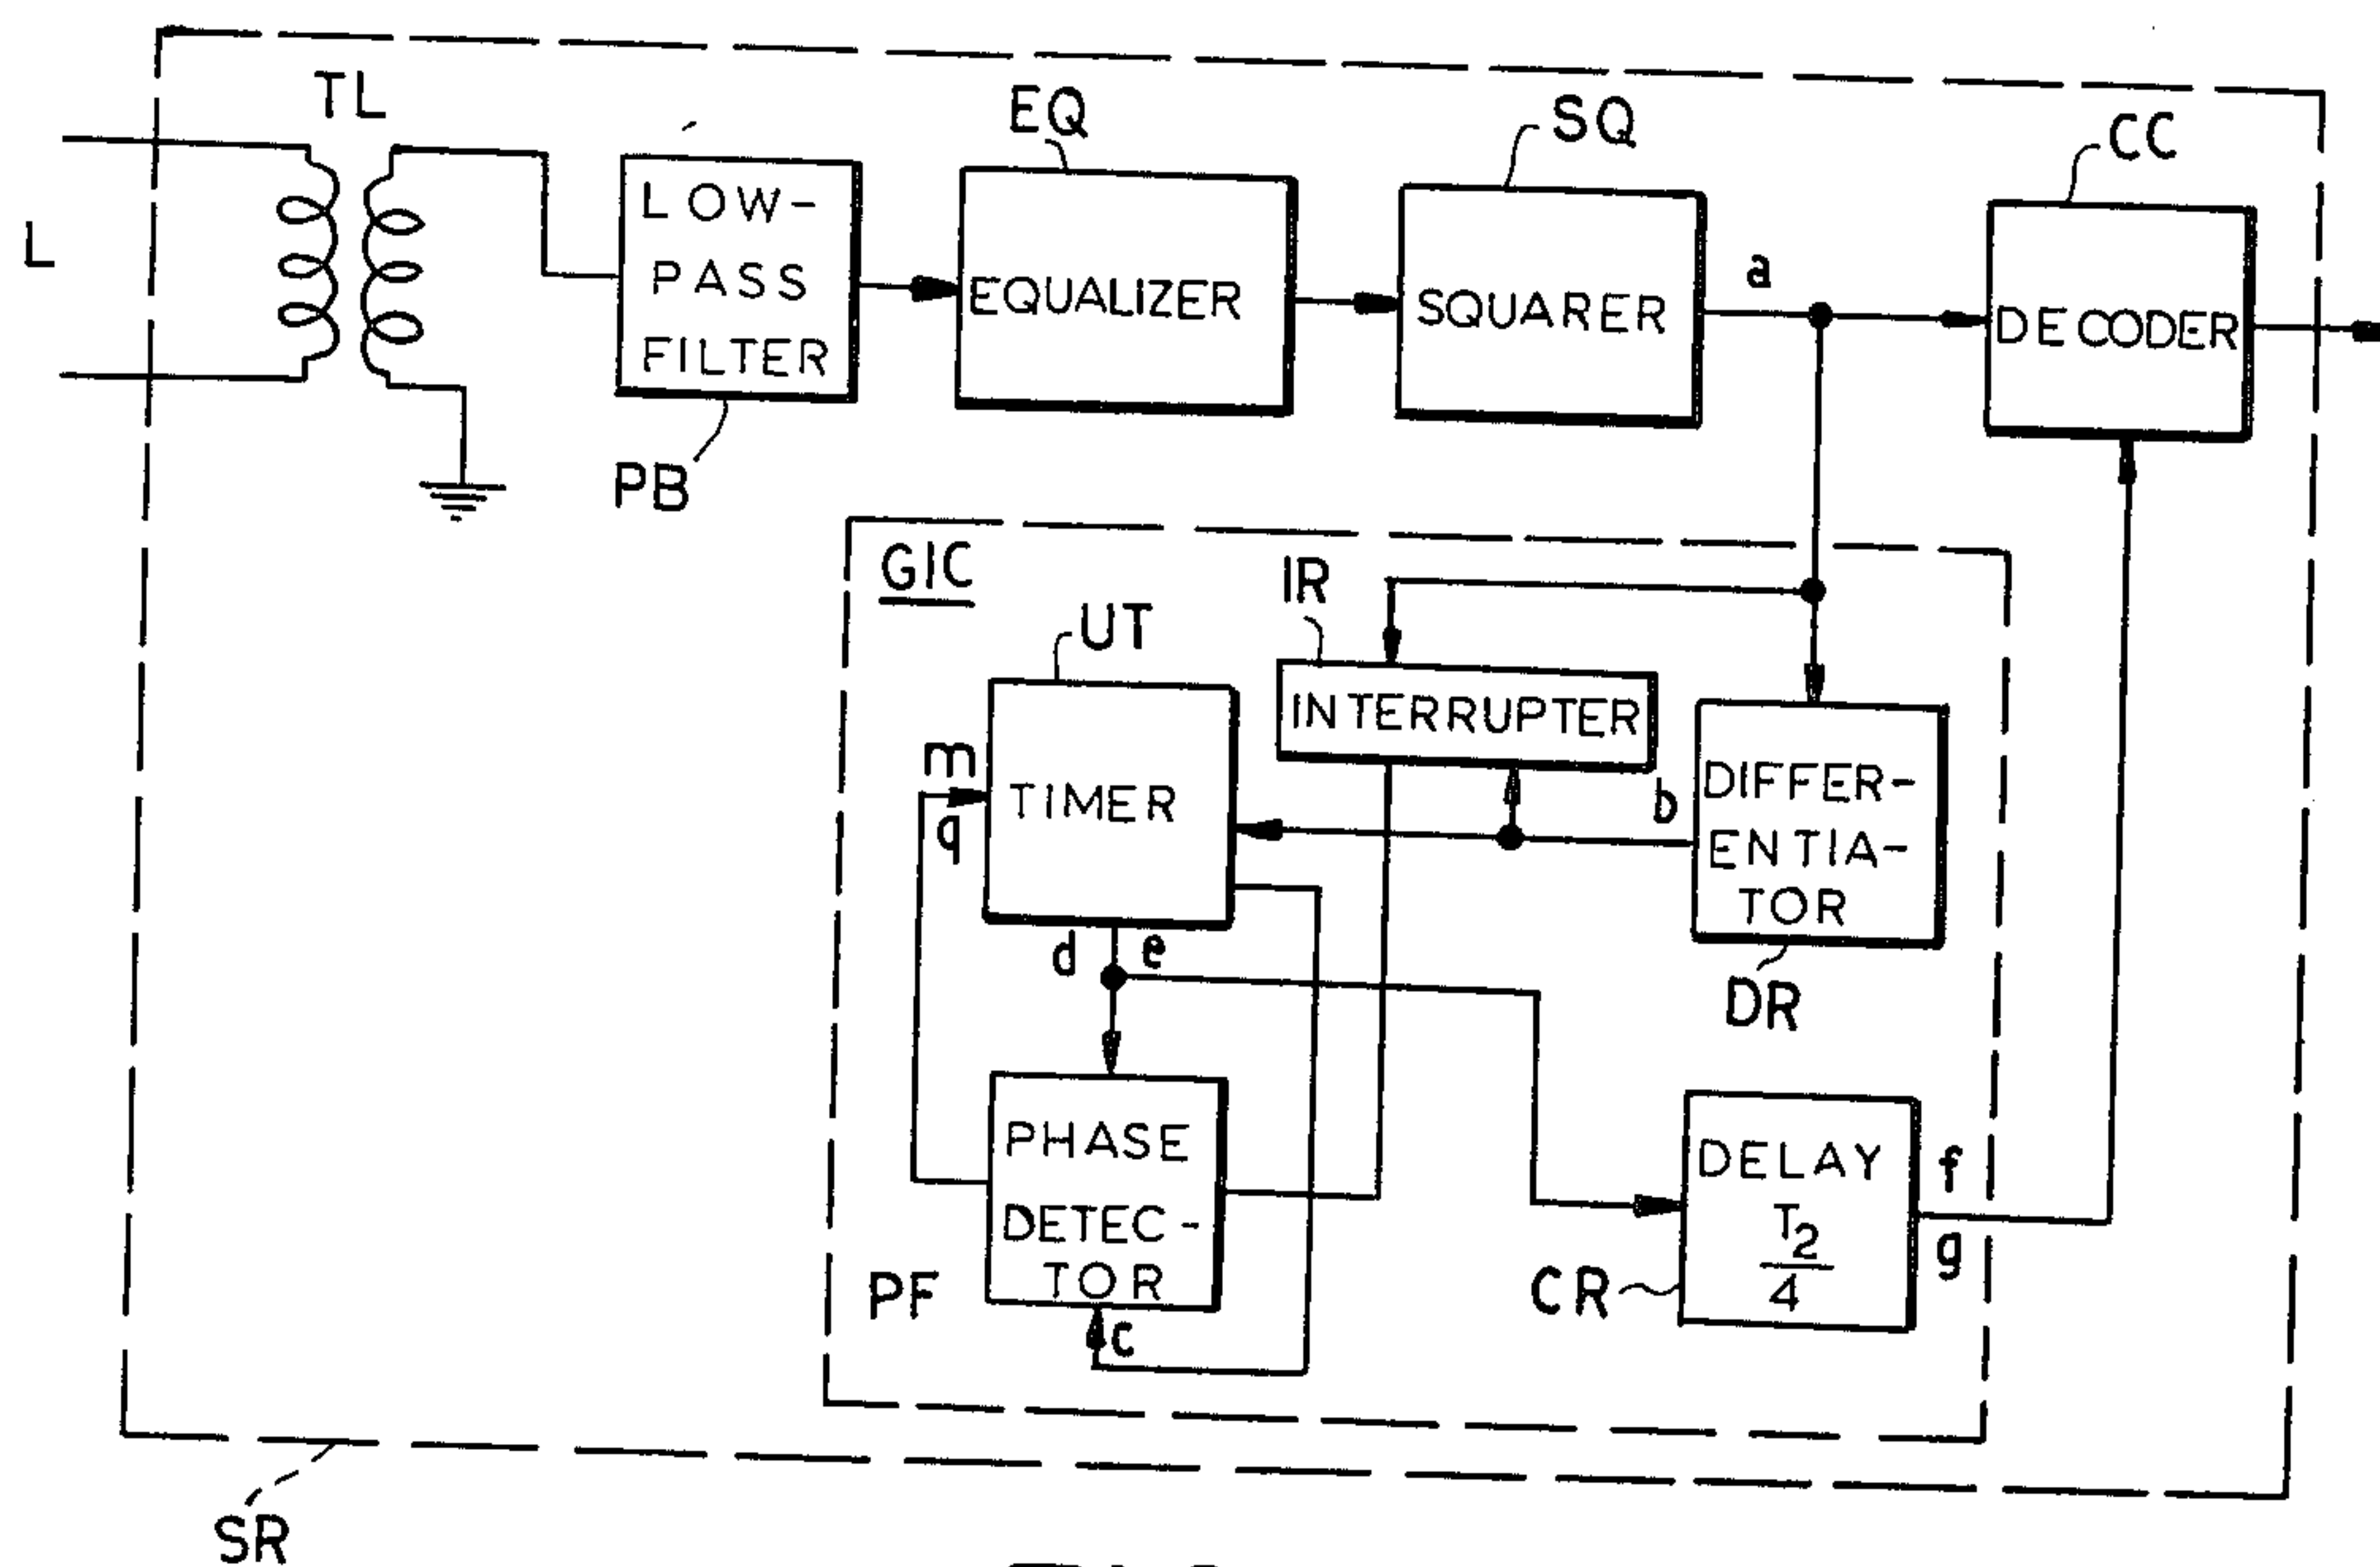 TL
EQ
SQ
CC
L
LOW-
PASS
FILTER
EQUALIZER
SQUARER
a
DECODER
PB
GIC
IR
UT
INTERRUPTER
m
TIMER
q
b
DIFFER-
ENTIA-
TOR
d
e
DR
PHASE
DETEC-
TOR
PF
c
DELAY
T2
4
f
g
CR
SR